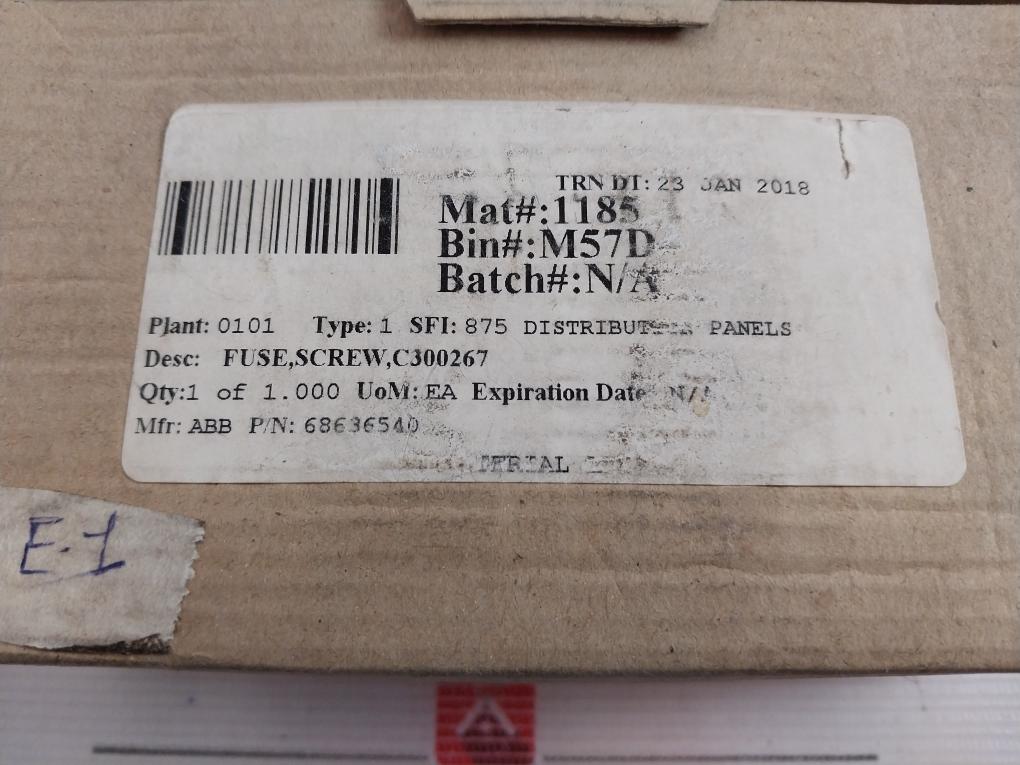 TRN DT: 23 JAN 2018
Mat#:1185
Bin#:M57D
Batch#:N/A
Plant: 0101 Type: 1 SFI: 875 DISTRIBUTION PANELS
Desc: FUSE,SCREW,C300267
Qty:1 of 1.000 UoM: EA Expiration Date N/A
Mfr: ABB P/N: 68636540
E.1